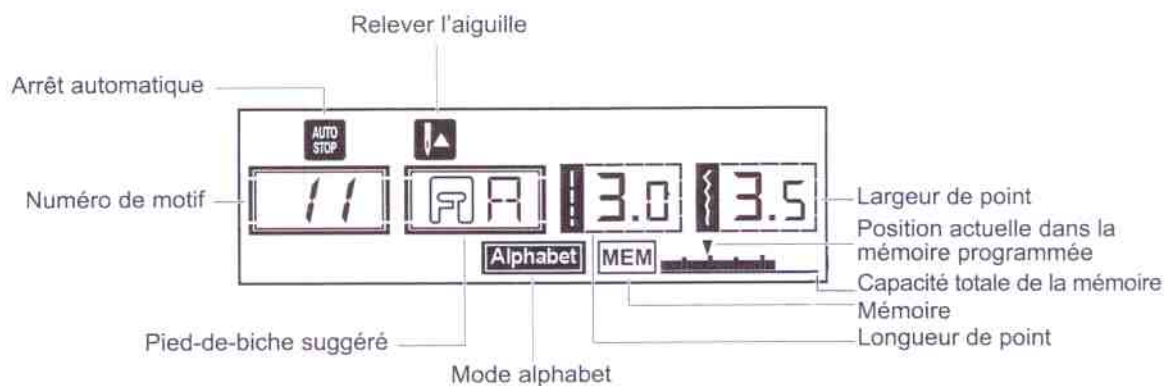 Relever l'aiguille
Arrêt automatique
AUTO
STOP
Numéro de motif
11
A
3.0
3.5
Largeur de point
Position actuelle dans la
mémoire programmée
Alphabet
MEM
Capacité totale de la mémoire
Mémoire
Pied-de-biche suggéré
Longueur de point
Mode alphabet